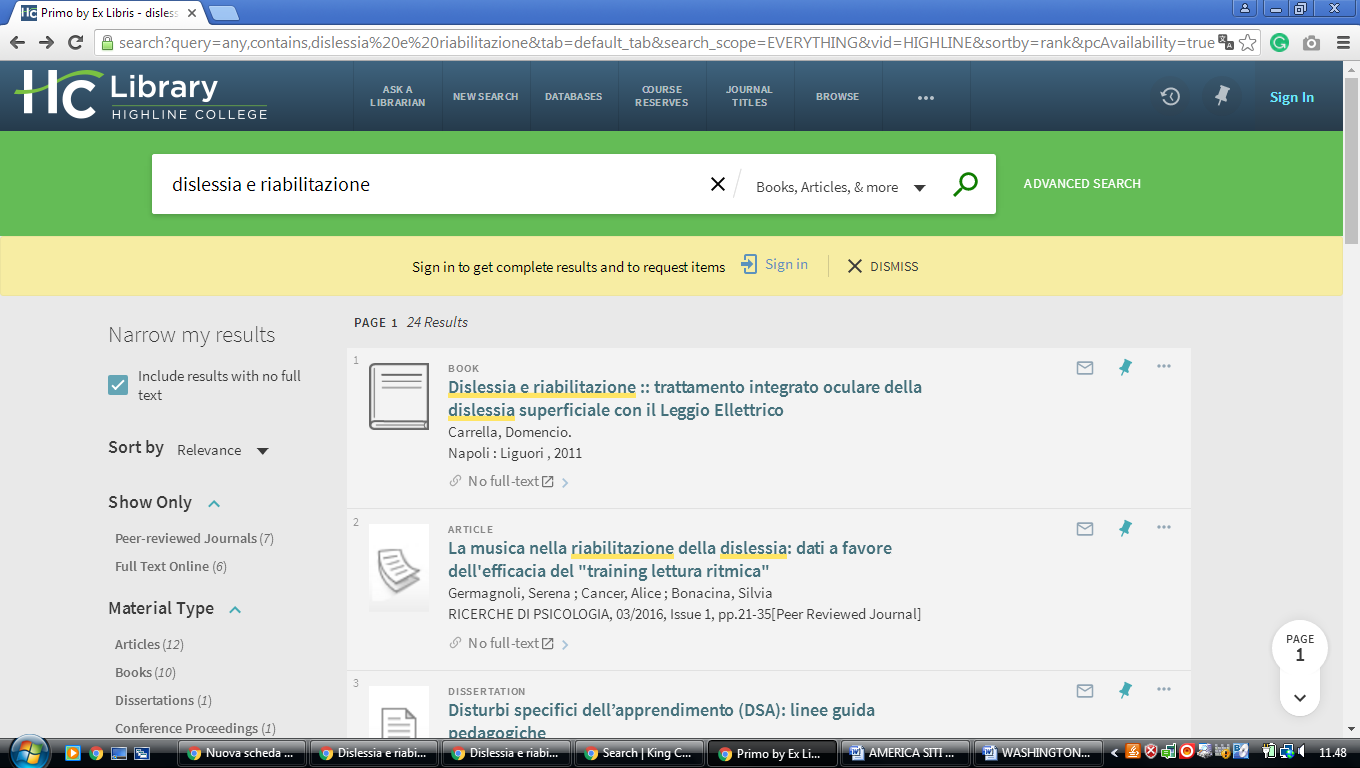 Primo by Ex Libris - disless
search?query=any,contains,dislessia%20e%20riabilitazione&tab=default_tab&search_scope=EVERYTHING&vid=HIGHLINE&sortby=rank&pcAvailability=true
HC Library
HIGHLINE COLLEGE
ASK A
LIBRARIAN
NEW SEARCH
DATABASES
COURSE
RESERVES
JOURNAL
TITLES
BROWSE
Sign In
dislessia e riabilitazione
Books, Articles, & more
ADVANCED SEARCH
Sign in to get complete results and to request items
Sign in
DISMISS
Narrow my results
Include results with no full
text
Sort by Relevance
Show Only
Peer-reviewed Journals (7)
Full Text Online (6)
Material Type
Articles (12)
Books (10)
Dissertations (1)
Conference Proceedings (1)
PAGE 1 24 Results
1
BOOK
Dislessia e riabilitazione :: trattamento integrato oculare della
dislessia superficiale con il Leggio Ellettrico
Carrella, Domencio.
Napoli : Liguori , 2011
No full-text
2
ARTICLE
La musica nella riabilitazione della dislessia: dati a favore
dell'efficacia del "training lettura ritmica"
Germagnoli, Serena ; Cancer, Alice ; Bonacina, Silvia
RICERCHE DI PSICOLOGIA, 03/2016, Issue 1, pp.21-35[Peer Reviewed Journal]
No full-text
3
DISSERTATION
Disturbi specifici dell’apprendimento (DSA): linee guida
pedagogiche
PAGE
1
Nuova scheda ...
Dislessia e riabi...
Dislessia e riabi...
Search | King C...
Primo by Ex Li...
AMERICA SITI ...
WASHINGTON...
11.48